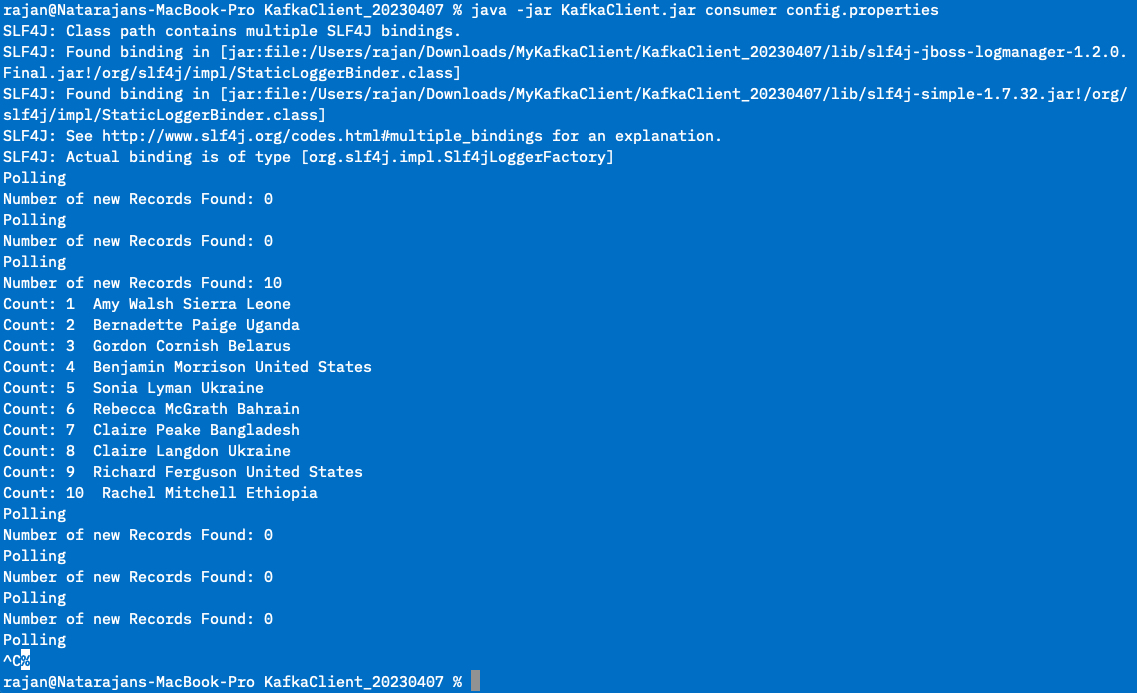 rajan@Natarajans-MacBook-Pro KafkaClient_20230407 % java -jar KafkaClient.jar consumer config.properties
SLF4J: Class path contains multiple SLF4J bindings.
SLF4J: Found binding in [jar:file:/Users/rajan/Downloads/MyKafkaClient/KafkaClient_20230407/lib/slf4j-jboss-logmanager-1.2.0.
Final.jar!/org/slf4j/impl/StaticLoggerBinder.class]
SLF4J: Found binding in [jar:file:/Users/rajan/Downloads/MyKafkaClient/KafkaClient_20230407/lib/slf4j-simple-1.7.32.jar!/org/
slf4j/impl/StaticLoggerBinder.class]
SLF4J: See http://www.slf4j.org/codes.html#multiple_bindings for an explanation.
SLF4J: Actual binding is of type [org.slf4j.impl.Slf4jLoggerFactory]
Polling
Number of new Records Found: 0
Polling
Number of new Records Found: 0
Polling
Number of new Records Found: 10
Count: 1  Amy Walsh Sierra Leone
Count: 2  Bernadette Paige Uganda
Count: 3  Gordon Cornish Belarus
Count: 4  Benjamin Morrison United States
Count: 5  Sonia Lyman Ukraine
Count: 6  Rebecca McGrath Bahrain
Count: 7  Claire Peake Bangladesh
Count: 8  Claire Langdon Ukraine
Count: 9  Richard Ferguson United States
Count: 10  Rachel Mitchell Ethiopia
Polling
Number of new Records Found: 0
Polling
Number of new Records Found: 0
Polling
Number of new Records Found: 0
Polling
^C%
rajan@Natarajans-MacBook-Pro KafkaClient_20230407 %